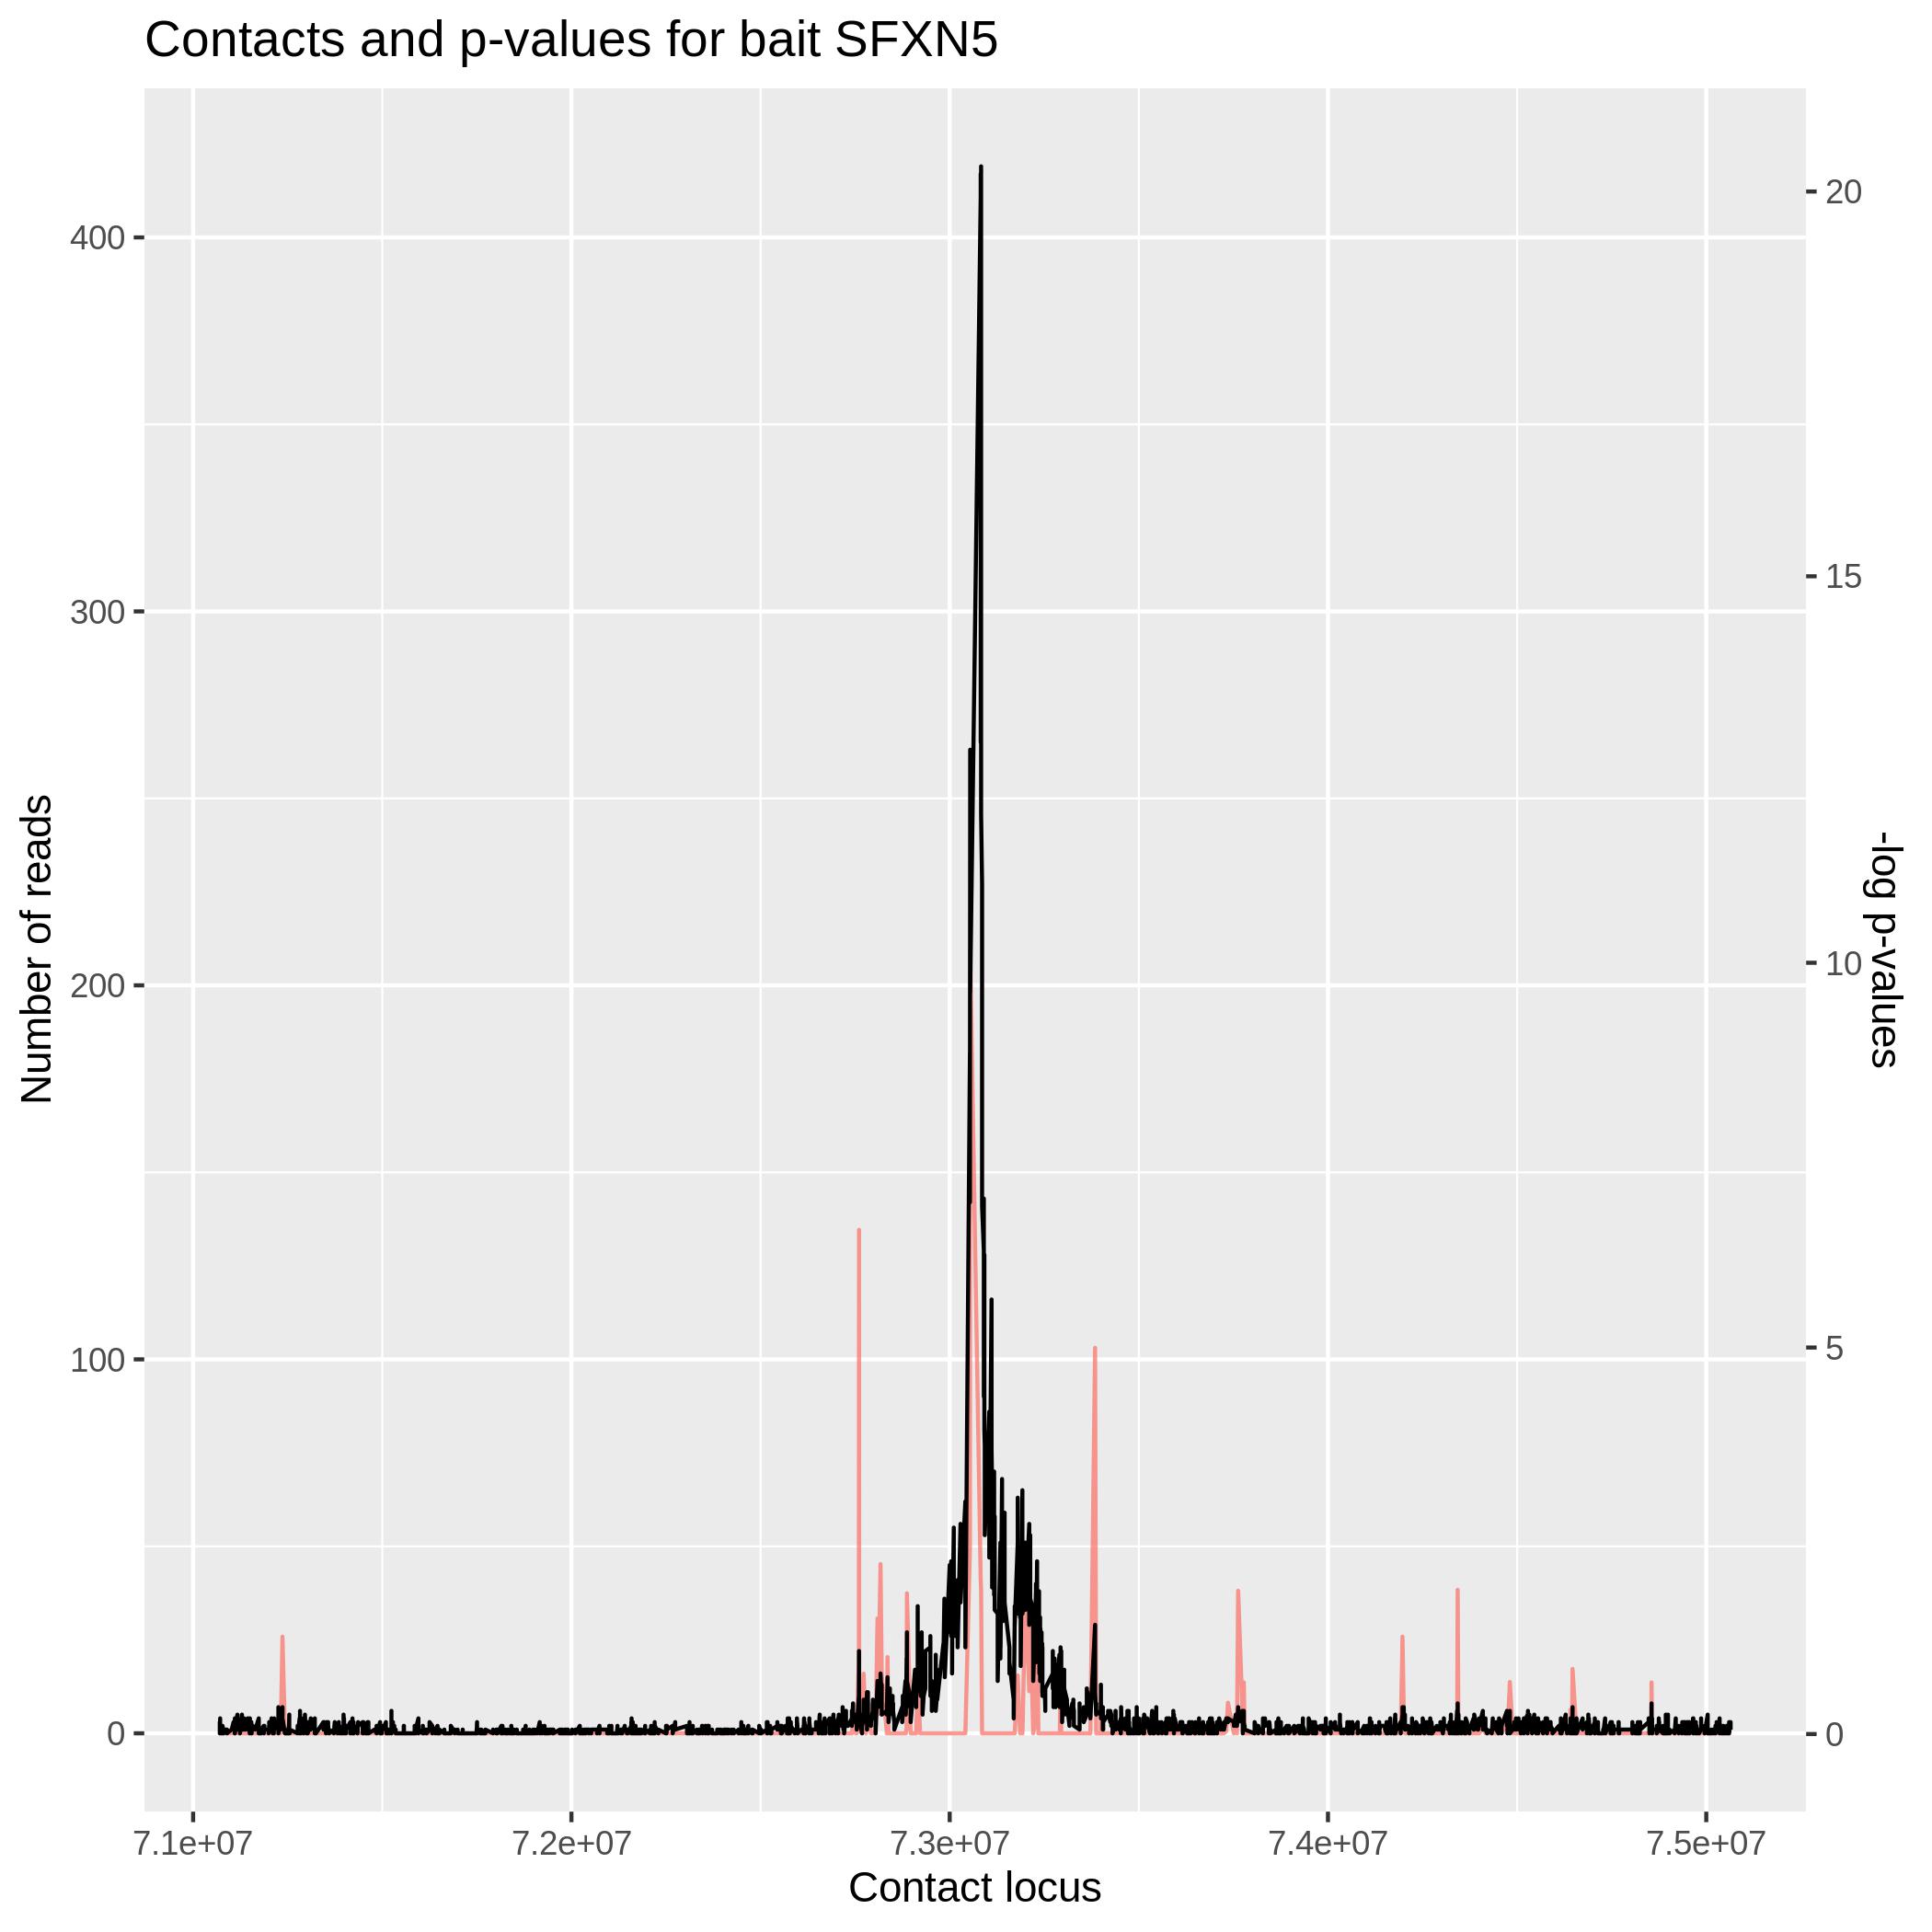 Contacts and p-values for bait SFXN5
Number of reads
400
300
200
100
0
20
15
10
5
0
-log p-values
7.1e+07 7.2e+07 7.3e+07 7.4e+07 7.5e+07
Contact locus